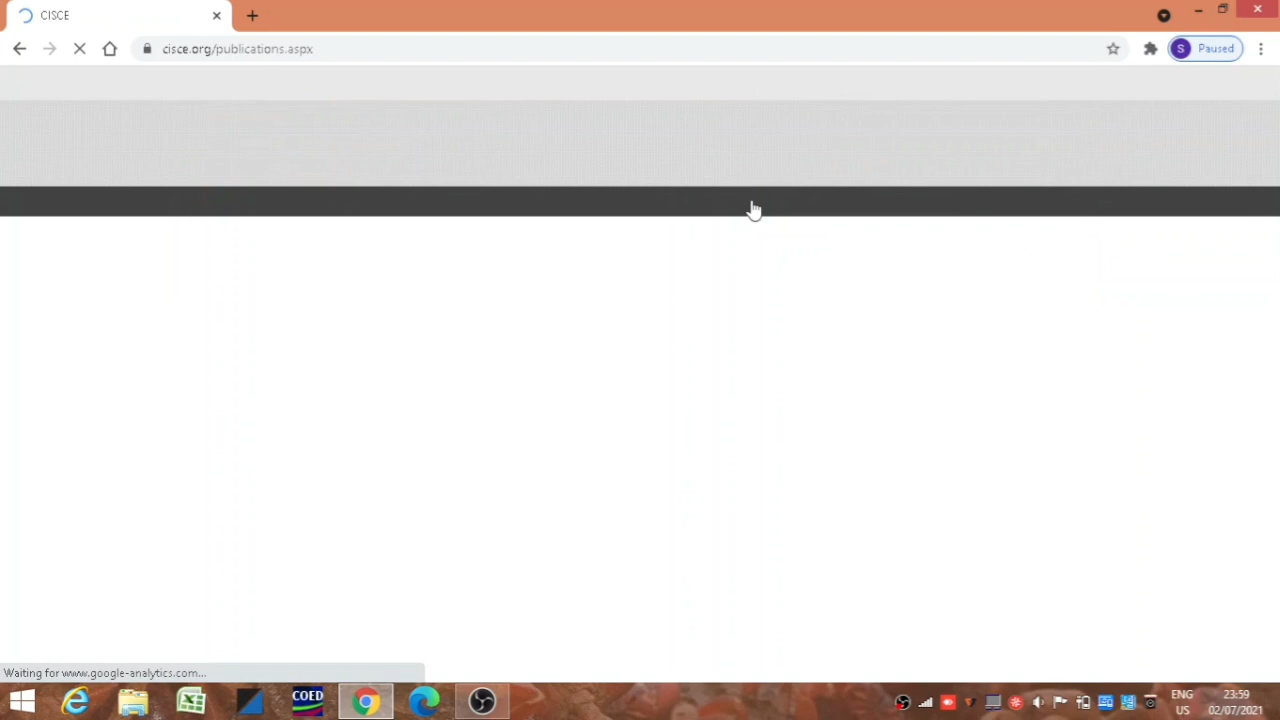 CISCE
cisce.org/publications.aspx
S
Paused
Waiting for www.google-analytics.com...
COED
ENG
US
23:59
02/07/2021